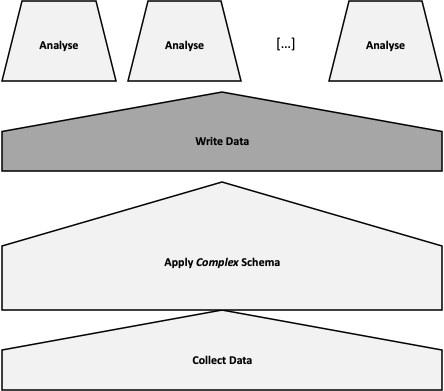 Analyse
Analyse
[...]
Analyse
Write Data
Apply Complex Schema
Collect Data